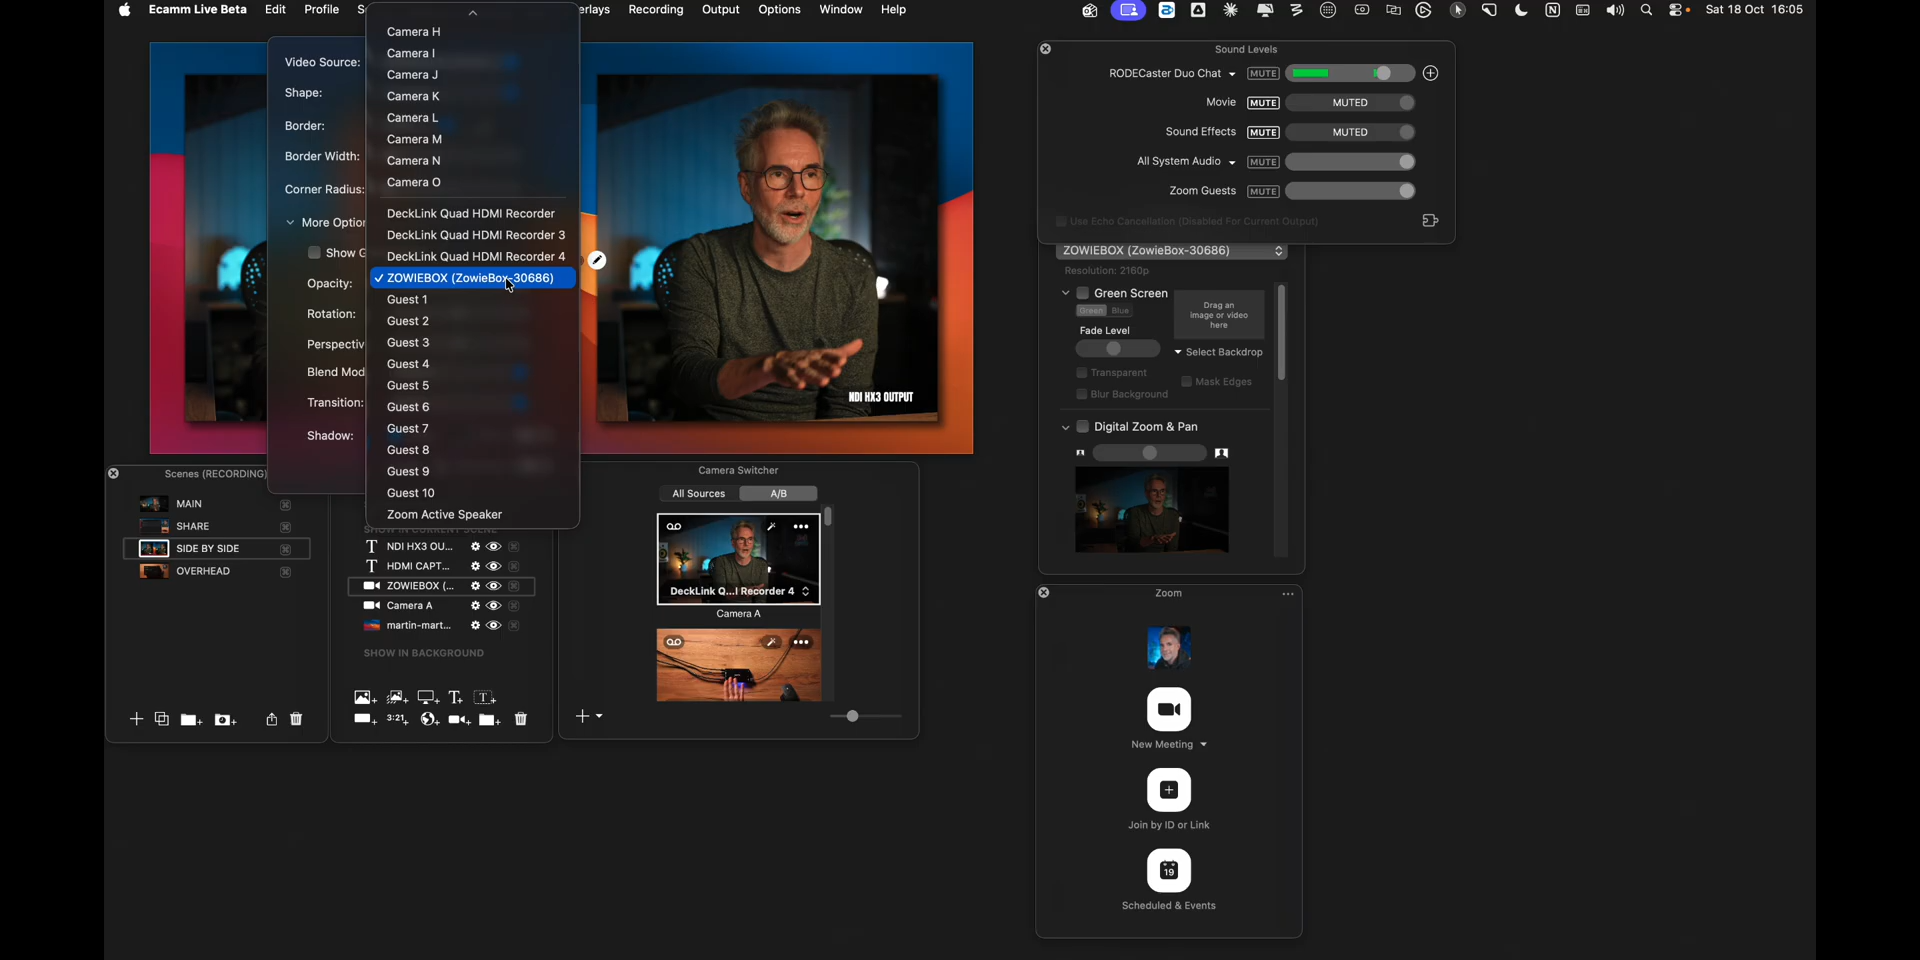 Ecamm Live Beta Edit Profile S erlays Recording Output Options Window Help Sat 18 Oct 16:05
Video Source:
Shape:
Border:
Border Width:
Corner Radius:
More Option
Show G
Opacity:
Rotation:
Perspectiv
Blend Mod
Transition:
Shadow:
Camera H
Camera I
Camera J
Camera K
Camera L
Camera M
Camera N
Camera O
DeckLink Quad HDMI Recorder
DeckLink Quad HDMI Recorder 3
DeckLink Quad HDMI Recorder 4
✓ ZOWIEBOX (ZowieBox-30686)
Guest 1
Guest 2
Guest 3
Guest 4
Guest 5
Guest 6
Guest 7
Guest 8
Guest 9
Guest 10
Zoom Active Speaker
NDI HX3 OUTPUT
Sound Levels
RODECaster Duo Chat MUTE
Movie MUTE MUTED
Sound Effects MUTE MUTED
All System Audio MUTE
Zoom Guests MUTE
Use Echo Cancellation (Disabled For Current Output)
ZOWIEBOX (ZowieBox-30686)
Resolution: 2160p
Green Screen
Green Blue
Fade Level
Drag an
image or video
here
Select Backdrop
Transparent
Mask Edges
Blur Background
Digital Zoom & Pan
Scenes (RECORDING)
MAIN
SHARE
SIDE BY SIDE
OVERHEAD
SHOW IN CURRENT SCENE
NDI HX3 OU...
HDMI CAPT...
ZOWIEBOX (...
Camera A
martin-mart...
SHOW IN BACKGROUND
3:21+
Camera Switcher
All Sources A/B
DeckLink Q...l Recorder 4
Camera A
Zoom
New Meeting
Join by ID or Link
19
Scheduled & Events